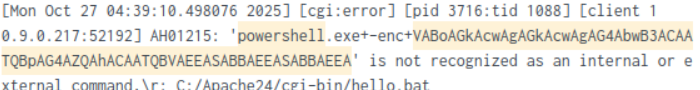 [Mon Oct 27 04:39:10.498076 2025] [cgi:error] [pid 3716:tid 1088] [client 1
0.9.0.217:52192] AH01215: 'powershell.exe+-enc+VABoAGkAcwAgAGkAcwAgAG4AbwB3ACAA
TQBpAG4AZQAhACAATQBVAEEASABBAEEASABBAEEA' is not recognized as an internal or e
xternal command.\r: C:/Apache24/cgi-bin/hello.bat